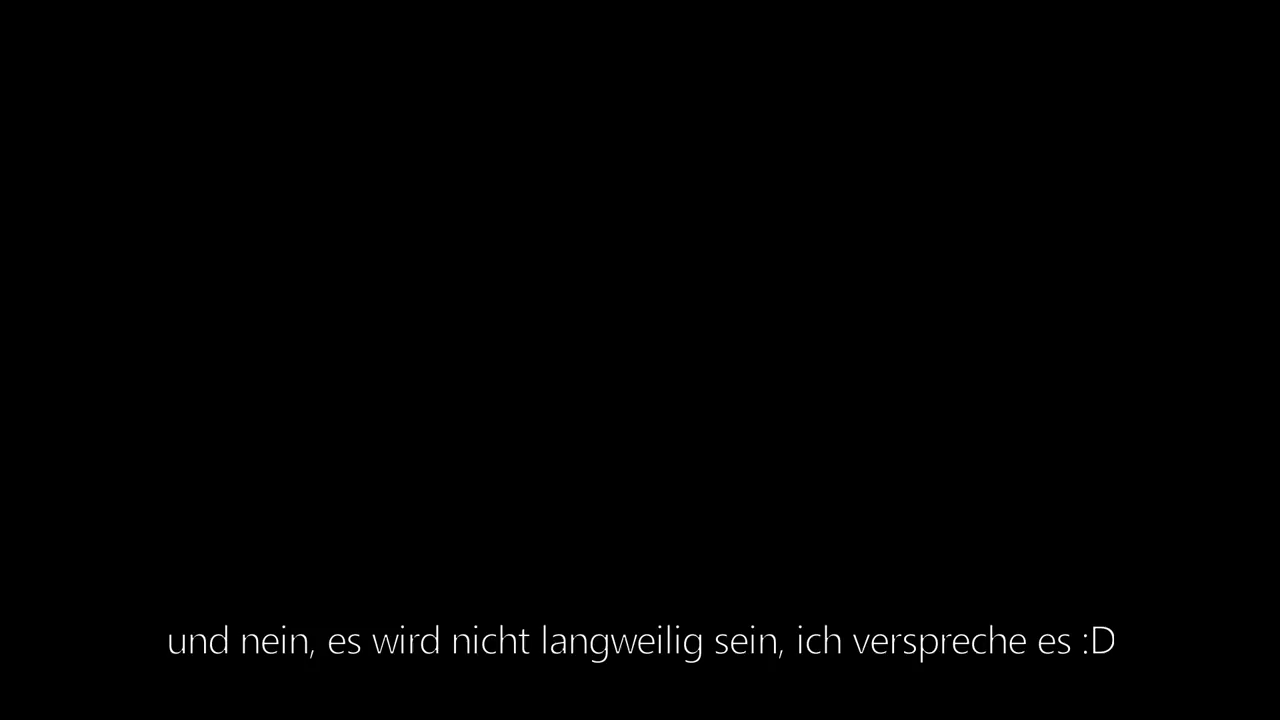 und nein, es wird nicht langweilig sein, ich verspreche es :D